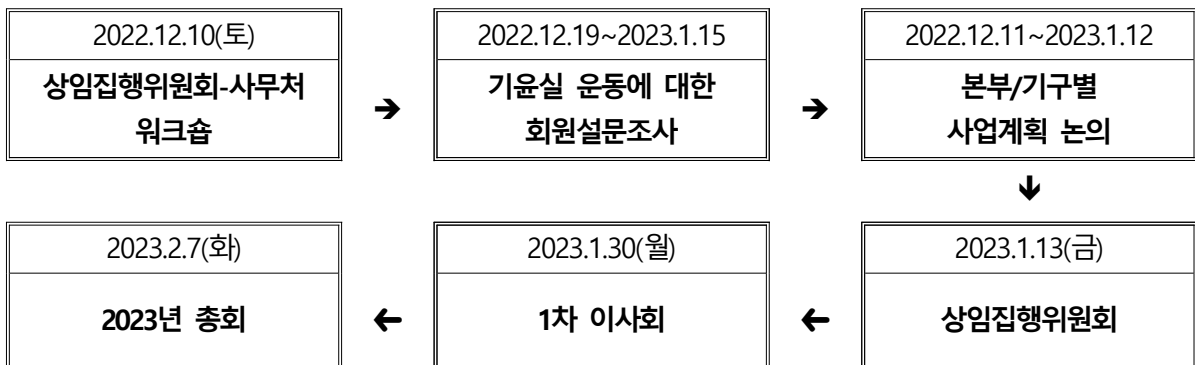 2022.12.10(토)
상임집행위원회-사무처
워크숍
➔
2022.12.19~2023.1.15
기윤실 운동에 대한
회원설문조사
➔
2022.12.11~2023.1.12
본부/기구별
사업계획 논의
🡻
2023.1.13(금)
상임집행위원회
🡸
2023.1.30(월)
1차 이사회
🡸
2023.2.7(화)
2023년 총회